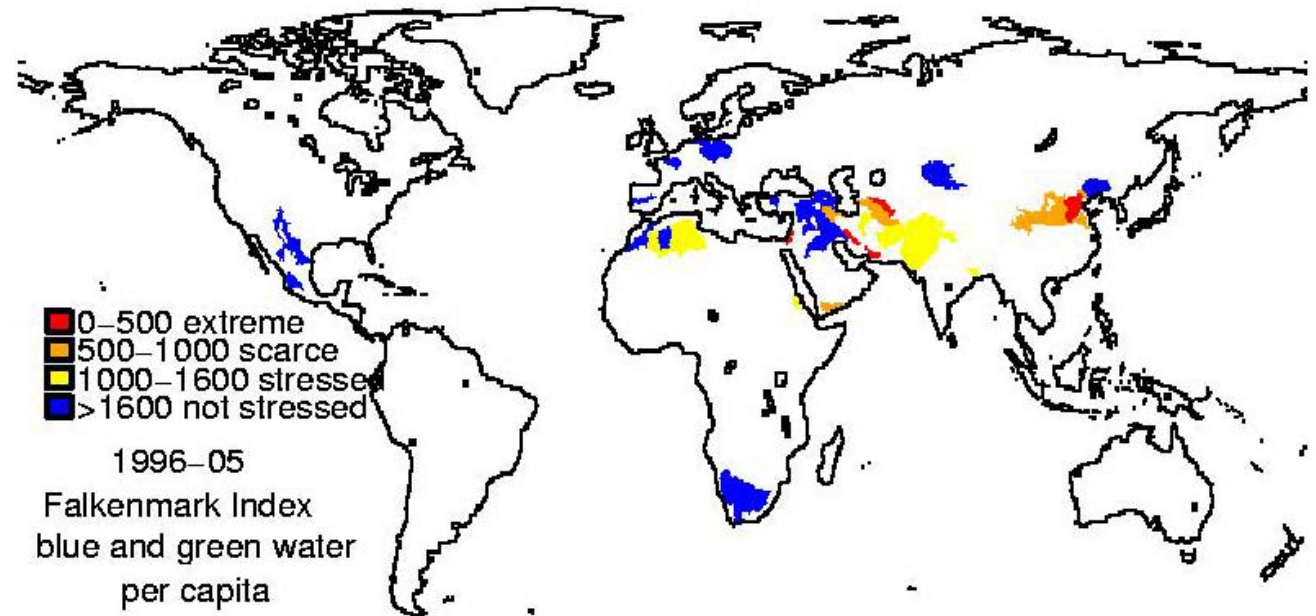 0–500 extreme
500–1000 scarce
1000–1600 stressed
>1600 not stressed
1996–05
Falkenmark Index
blue and green water
per capita